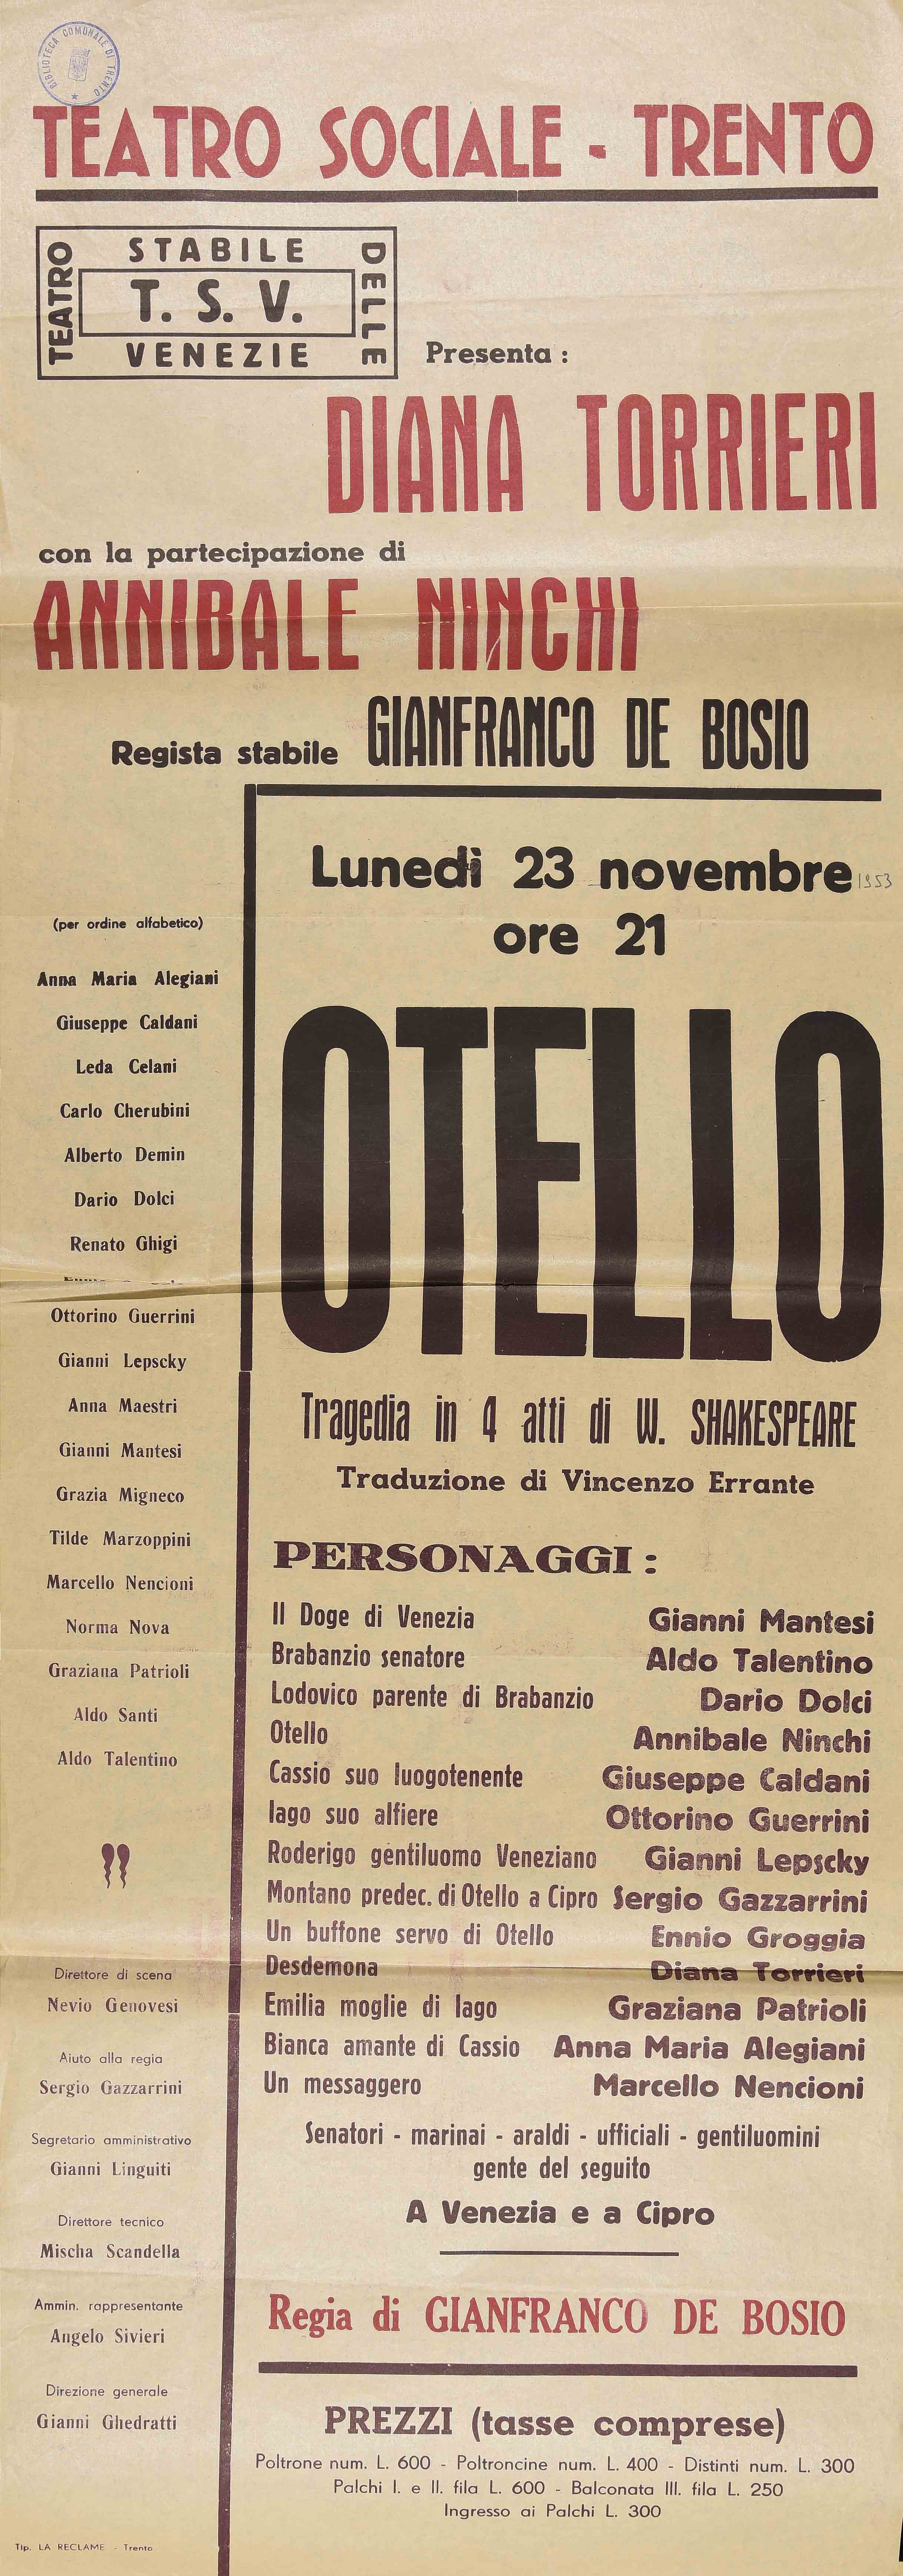 BIBLIOTECA COMUNALE DI TRENTO
TEATRO SOCIALE - TRENTO
TEATRO STABILE DELLE VENEZIE
T. S. V.
Presenta :
DIANA TORRIERI
con la partecipazione di
ANNIBALE NINCHI
Regista stabile GIANFRANCO DE BOSIO
Lunedì 23 novembre 1953
ore 21
OTELLO
Tragedia in 4 atti di W. SHAKESPEARE
Traduzione di Vincenzo Errante
PERSONAGGI :
Il Doge di Venezia Gianni Mantesi
Brabanzio senatore Aldo Talentino
Lodovico parente di Brabanzio Dario Dolci
Otello Annibale Ninchi
Cassio suo luogotenente Giuseppe Caldani
Iago suo alfiere Ottorino Guerrini
Roderigo gentiluomo Veneziano Gianni Lepscky
Montano predec. di Otello a Cipro Sergio Gazzarrini
Un buffone servo di Otello Ennio Groggia
Desdemona Diana Torrieri
Emilia moglie di Iago Graziana Patrioli
Bianca amante di Cassio Anna Maria Alegiani
Un messaggero Marcello Nencioni
Senatori - marinai - araldi - ufficiali - gentiluomini
gente del seguito
A Venezia e a Cipro
Regia di GIANFRANCO DE BOSIO
PREZZI (tasse comprese)
Poltrone num. L. 600 - Poltroncine num. L. 400 - Distinti num. L. 300
Palchi I. e II. fila L. 600 - Balconata III. fila L. 250
Ingresso ai Palchi L. 300
(per ordine alfabetico)
Anna Maria Alegiani
Giuseppe Caldani
Leda Celani
Carlo Cherubini
Alberto Demin
Dario Dolci
Renato Ghigi
Ottorino Guerrini
Gianni Lepscky
Anna Maestri
Gianni Mantesi
Grazia Migneco
Tilde Marzoppini
Marcello Nencioni
Norma Nova
Graziana Patrioli
Aldo Santi
Aldo Talentino
Direttore di scena
Nevio Genovesi
Aiuto alla regia
Sergio Gazzarrini
Segretario amministrativo
Gianni Linguiti
Direttore tecnico
Mischa Scandella
Ammin. rappresentante
Angelo Sivieri
Direzione generale
Gianni Ghedratti
Tip. LA RECLAME - Trento